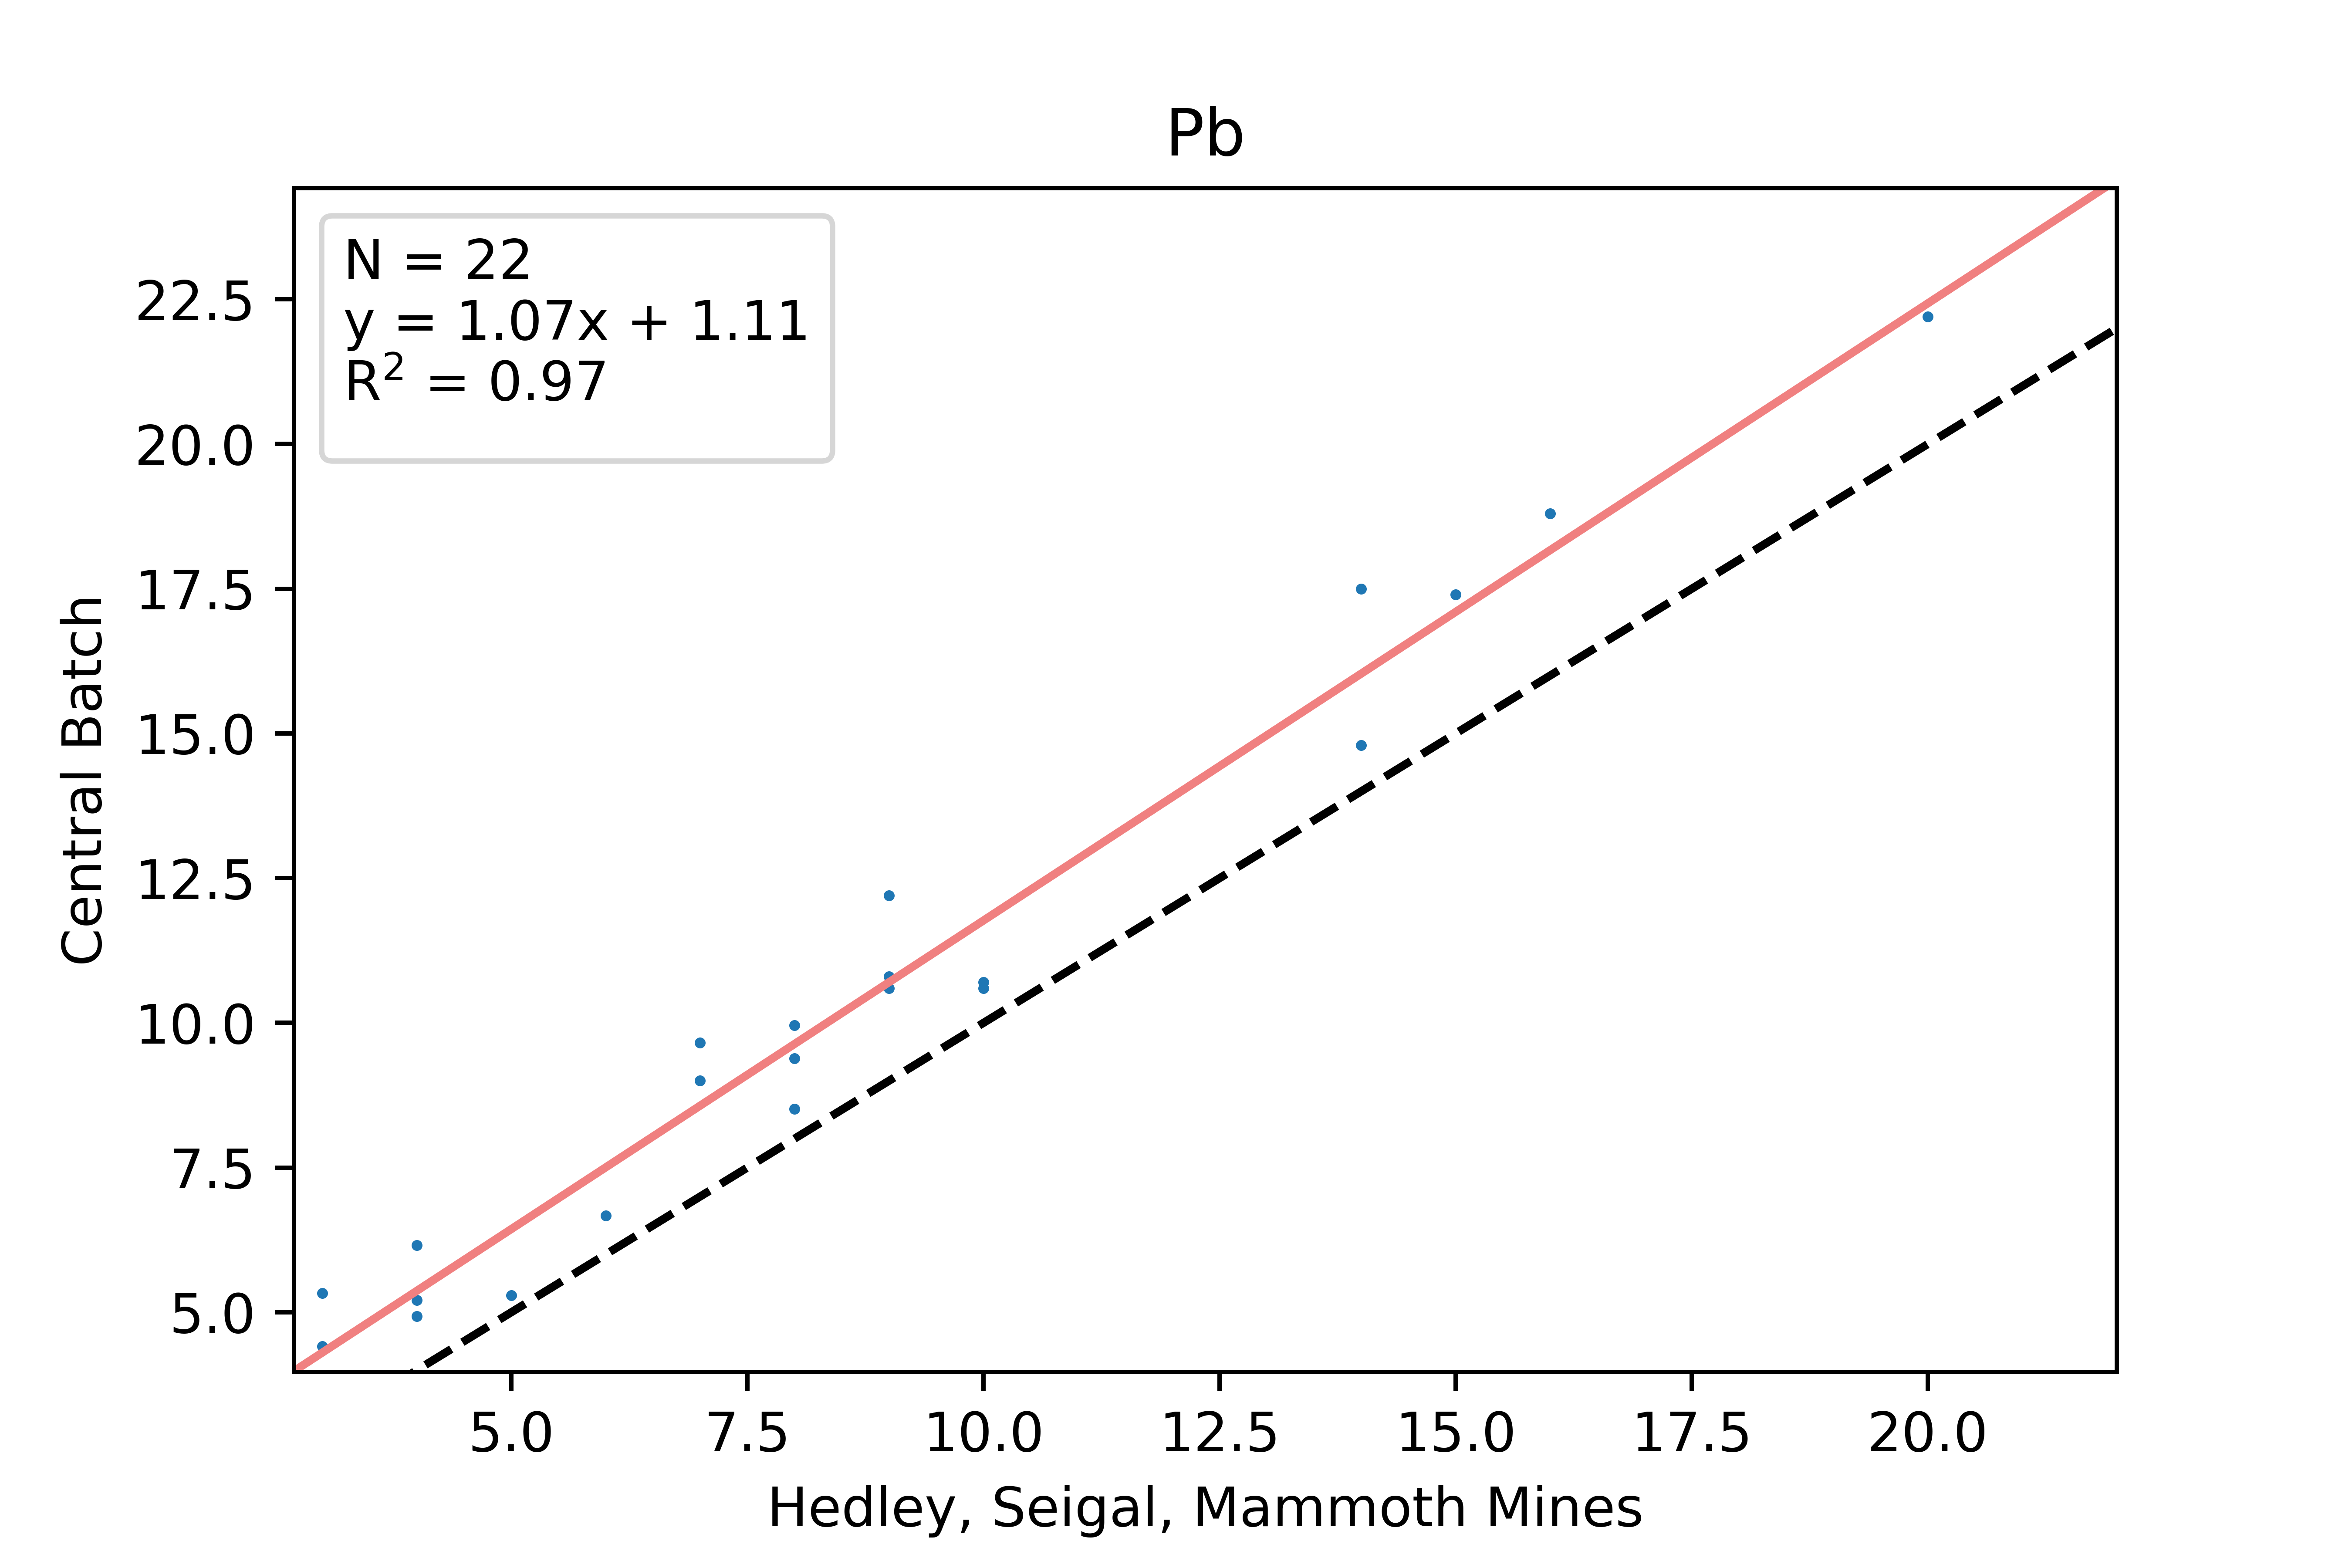 Pb
N = 22
y = 1.07x + 1.11
R² = 0.97
22.5
20.0
17.5
15.0
12.5
10.0
7.5
5.0
Central Batch
5.0 7.5 10.0 12.5 15.0 17.5 20.0
Hedley, Seigal, Mammoth Mines